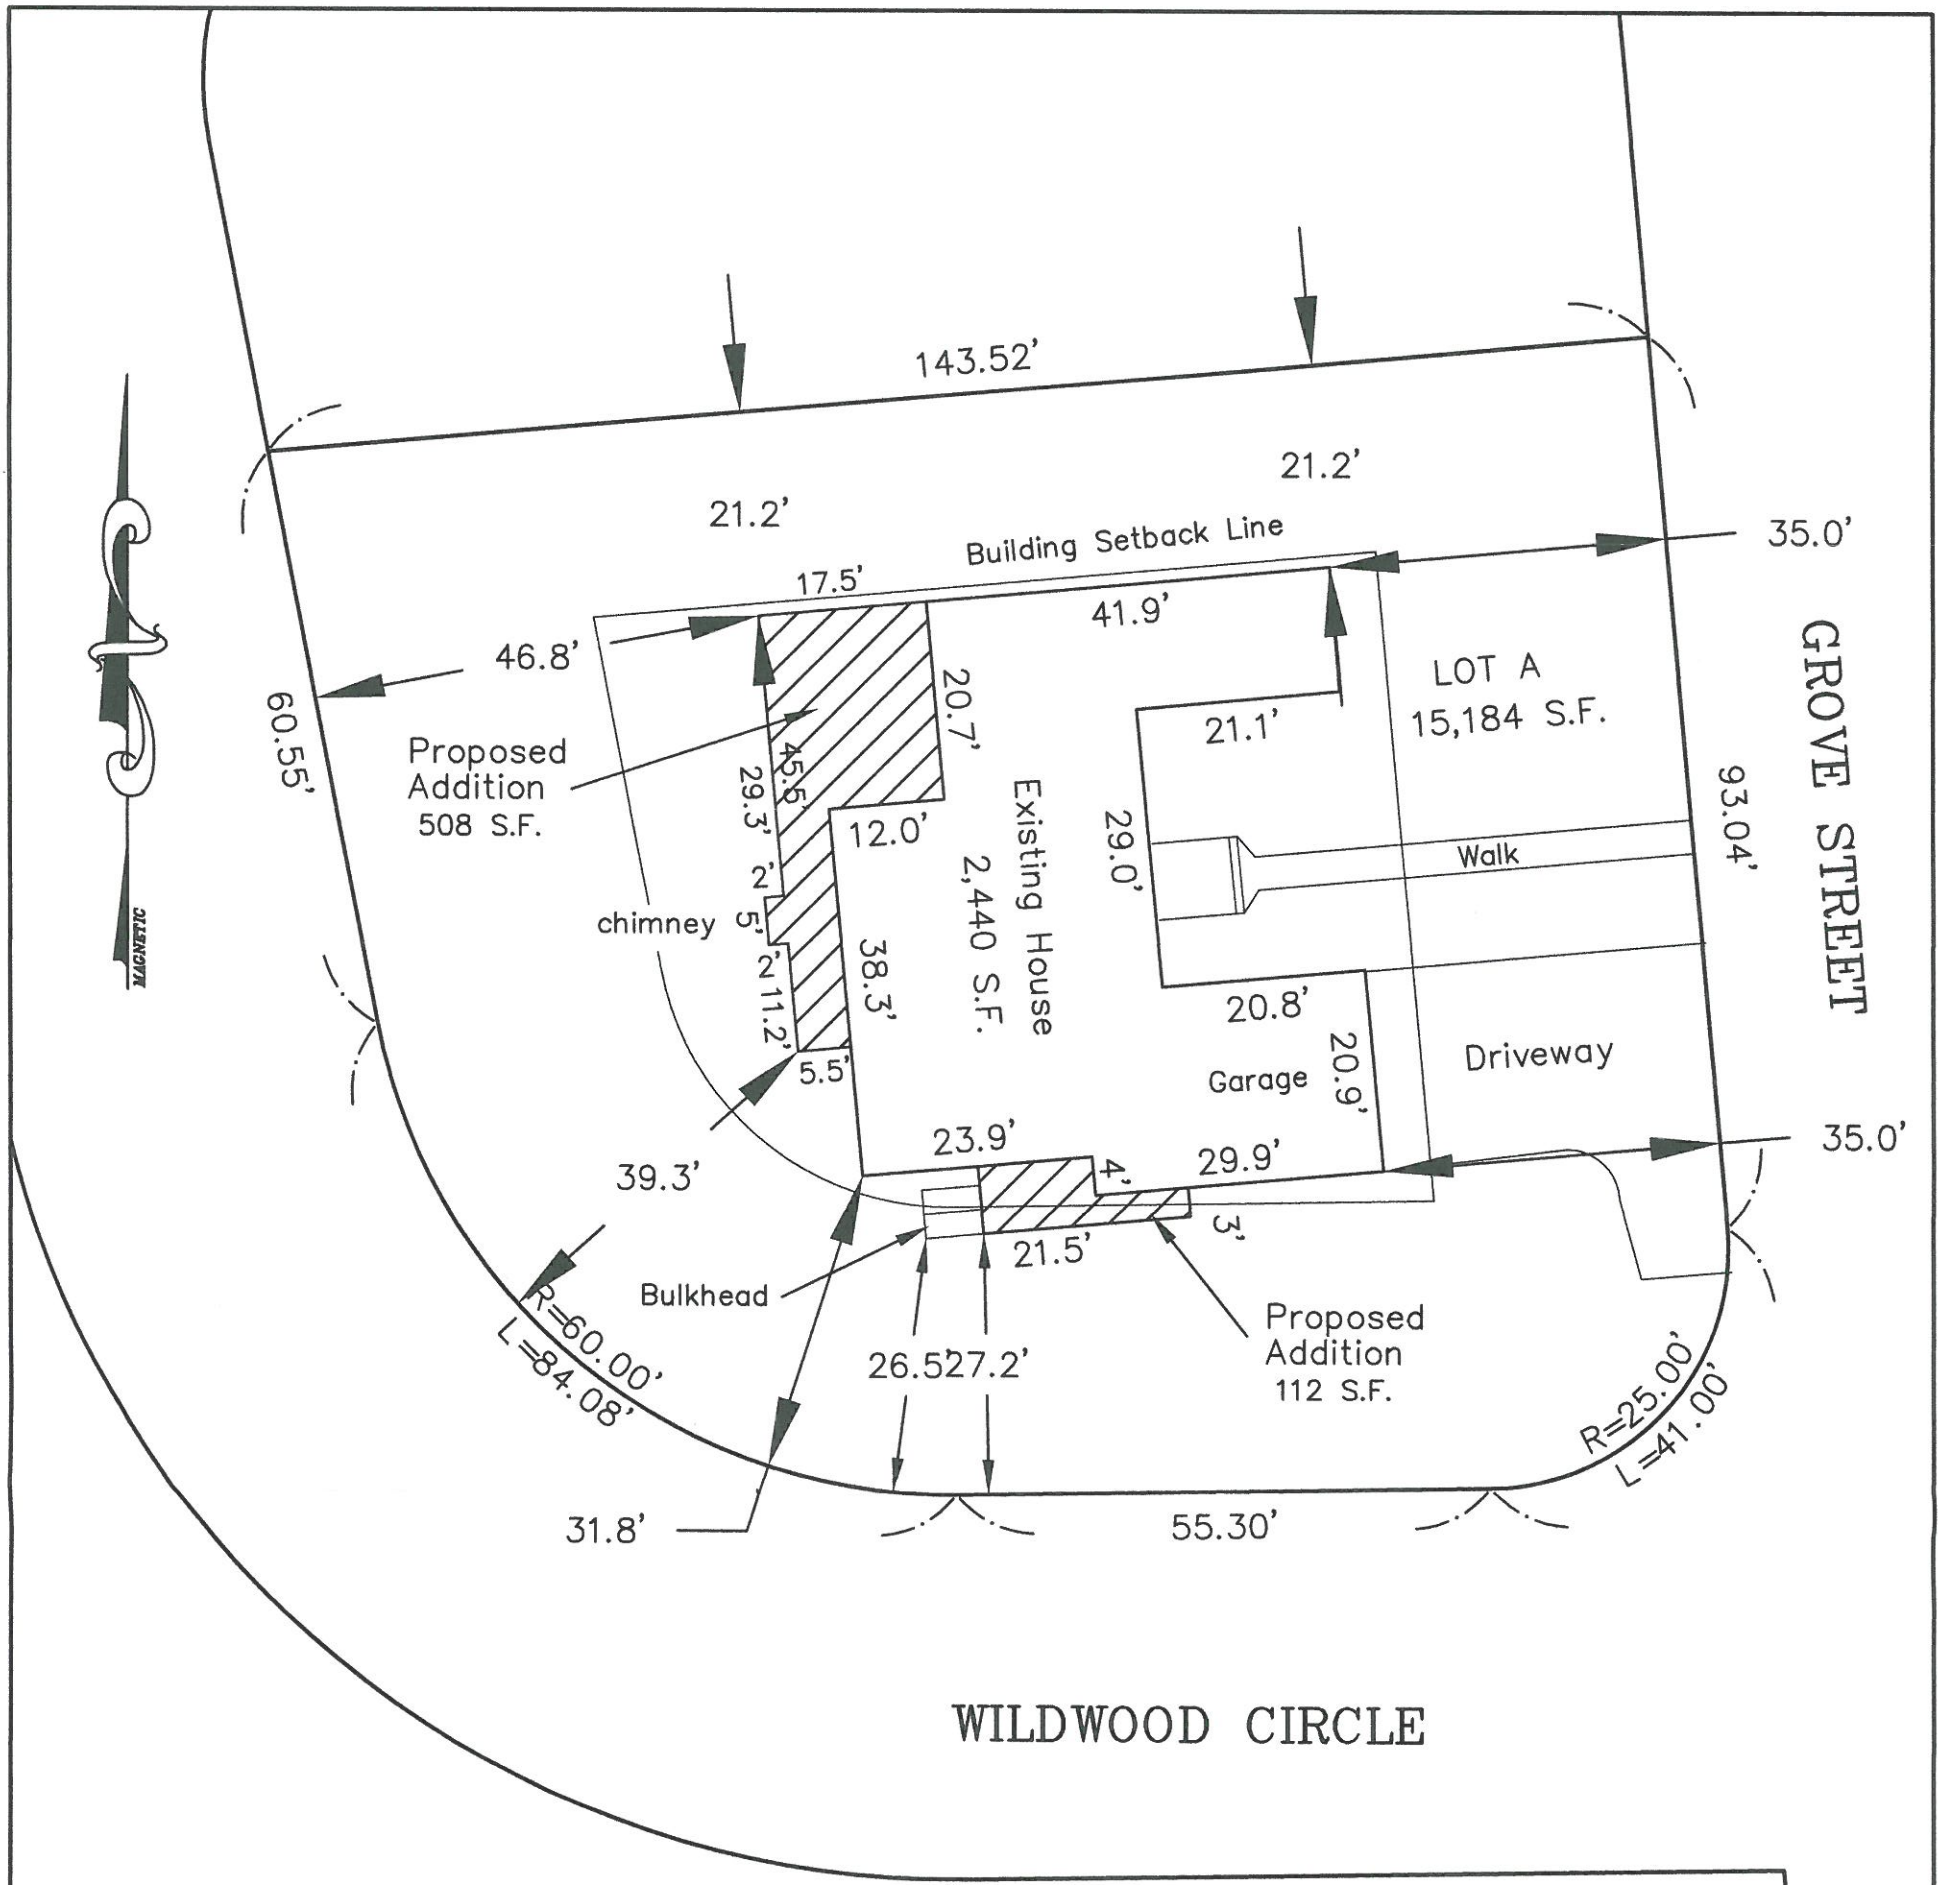 143.52'
21.2'
21.2'
Building Setback Line
35.0'
17.5'
41.9'
46.8'
LOT A
15,184 S.F.
GROVE STREET
20.7'
21.1'
60.55'
Proposed
Addition
508 S.F.
45.5'
29.3'
12.0'
Existing House
2,440 S.F.
29.0'
Walk
93.04'
2'
chimney
5'
2'
11.2'
38.3'
MAGNETIC
20.8'
20.9'
Driveway
5.5'
Garage
23.9'
4'
29.9'
35.0'
39.3'
3'
21.5'
Bulkhead
R=60.00'
L=84.08'
26.5'
27.2'
Proposed
Addition
112 S.F.
R=25.00'
L=41.00'
31.8'
55.30'
WILDWOOD CIRCLE